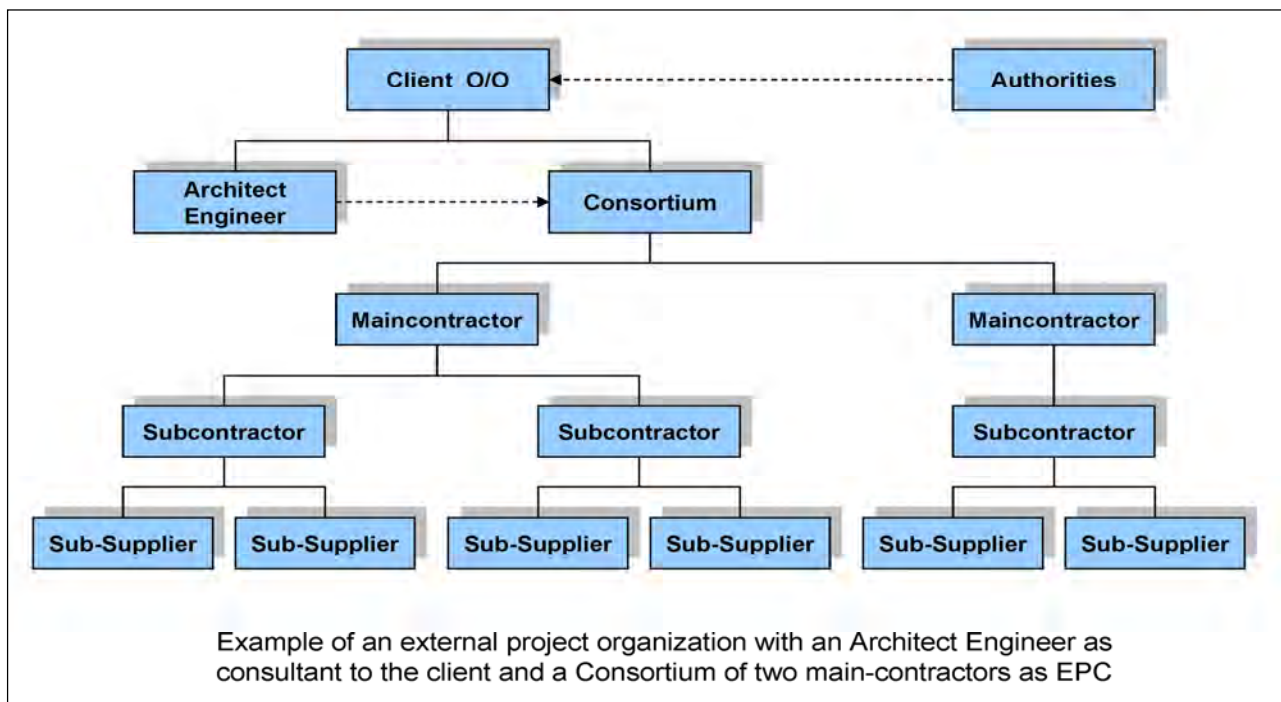 Client O/O
Authorities
Architect
Engineer
Consortium
Maincontractor
Maincontractor
Subcontractor
Subcontractor
Subcontractor
Sub-Supplier
Sub-Supplier
Sub-Supplier
Sub-Supplier
Sub-Supplier
Sub-Supplier
Example of an external project organization with an Architect Engineer as
consultant to the client and a Consortium of two main-contractors as EPC